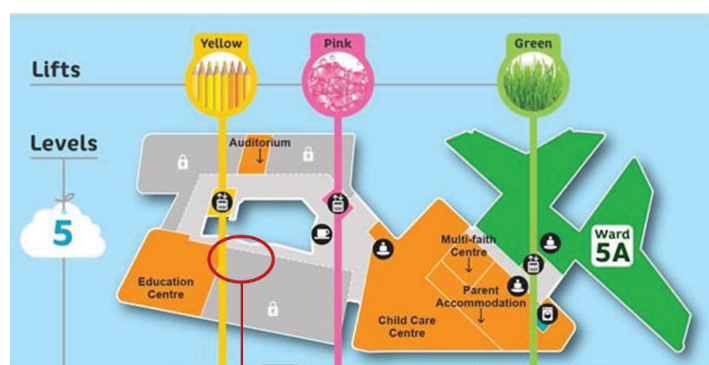 Yellow
Pink
Green
Lifts
Levels
Auditorium
5
Ward
5A
Multi-faith
Centre
Education
Centre
Parent
Accommodation
Child Care
Centre